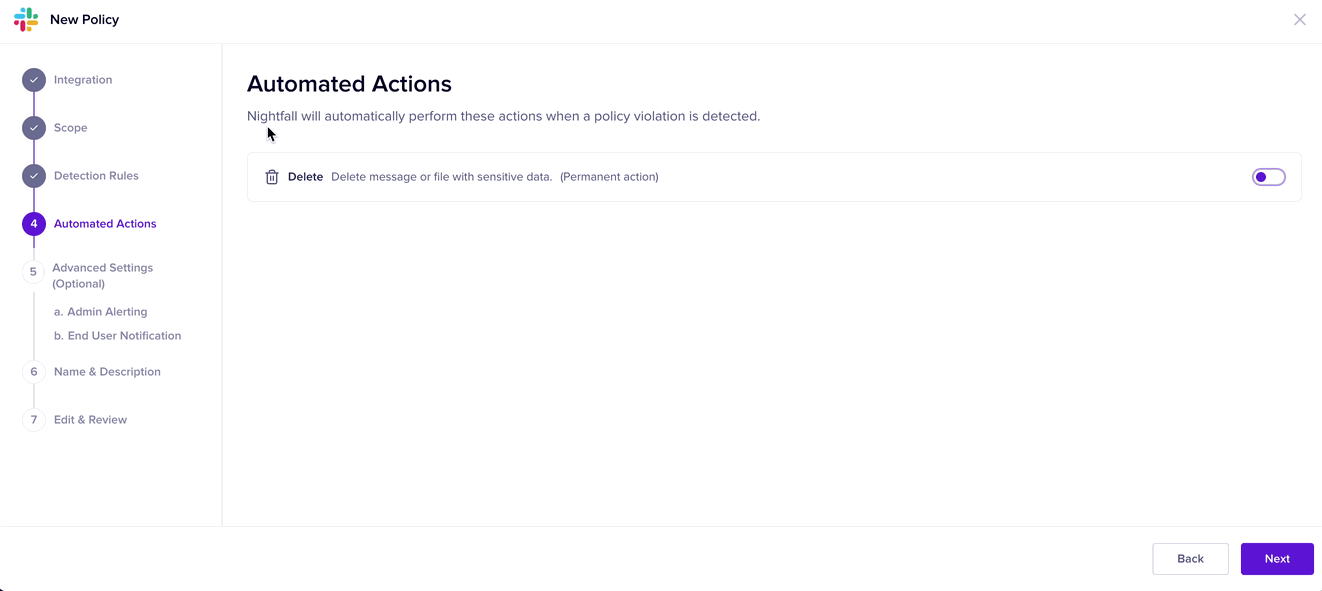 New Policy
Integration
Scope
Detection Rules
4 Automated Actions
5 Advanced Settings
(Optional)
a. Admin Alerting
b. End User Notification
6 Name & Description
7 Edit & Review
Automated Actions
Nightfall will automatically perform these actions when a policy violation is detected.
Delete Delete message or file with sensitive data. (Permanent action)
Back Next